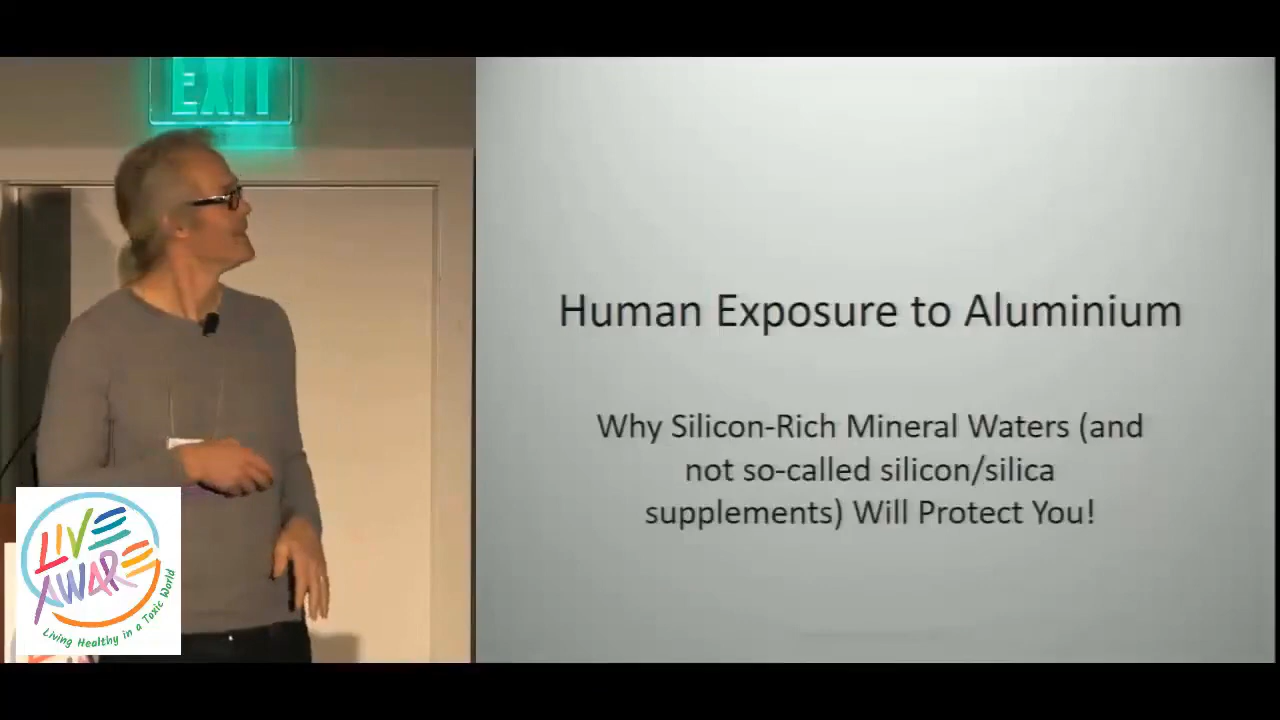 EXIT
Human Exposure to Aluminium
Why Silicon-Rich Mineral Waters (and
not so-called silicon/silica
supplements) Will Protect You!
LIVE
AWARE
Living Healthy in a Toxic World